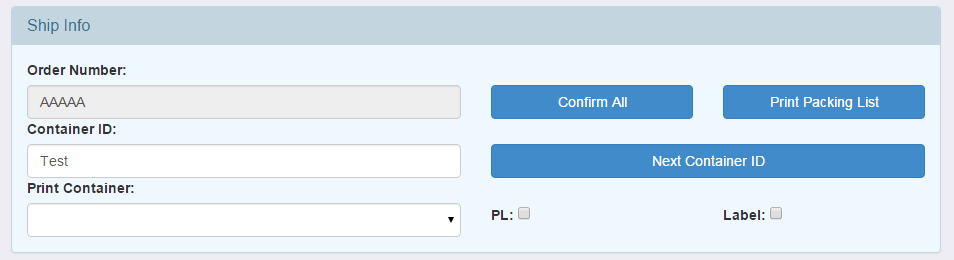 Ship Info
Order Number:
AAAAA Confirm All Print Packing List
Container ID:
Test Next Container ID
Print Container:
PL: Label: